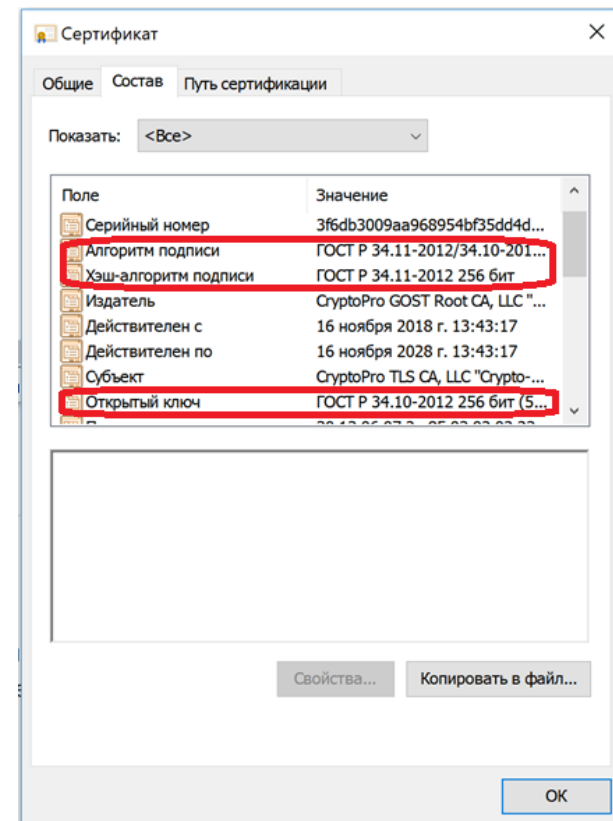 Сертификат
Общие Состав Путь сертификации
Показать: <Все>
Поле Значение
Серийный номер 3f6db3009aa968954bf35dd4d...
Алгоритм подписи ГОСТ Р 34.11-2012/34.10-201...
Хэш-алгоритм подписи ГОСТ Р 34.11-2012 256 бит
Издатель CryptoPro GOST Root CA, LLC "...
Действителен с 16 ноября 2018 г. 13:43:17
Действителен по 16 ноября 2028 г. 13:43:17
Субъект CryptoPro TLS CA, LLC "Crypto-...
Открытый ключ ГОСТ Р 34.10-2012 256 бит (5...
Свойства... Копировать в файл...
ОК